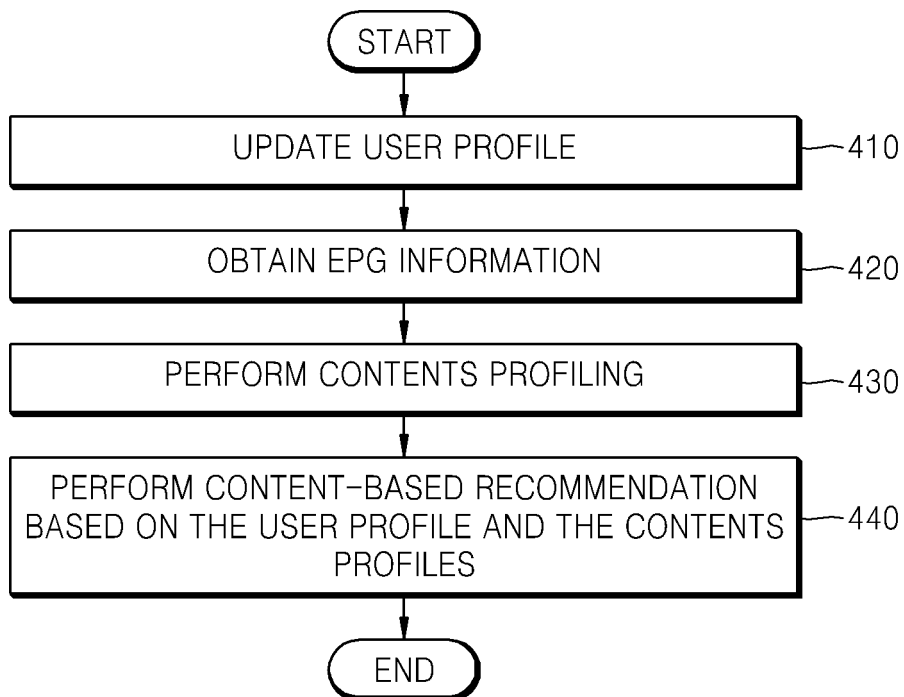 START
UPDATE USER PROFILE
410
OBTAIN EPG INFORMATION
420
PERFORM CONTENTS PROFILING
430
PERFORM CONTENT-BASED RECOMMENDATION
BASED ON THE USER PROFILE AND THE CONTENTS
PROFILES
440
END